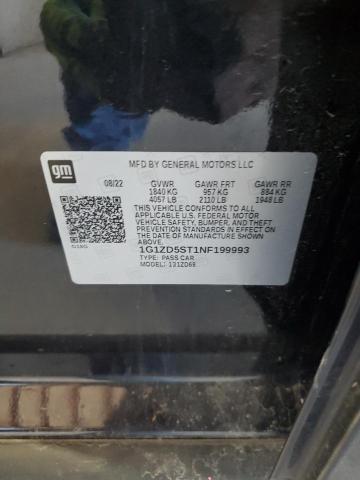 gm
MFD BY GENERAL MOTORS LLC
08/22 GVWR GAWR FRT GAWR RR
1840 KG 957 KG 884 KG
4057 LB 2110 LB 1948 LB
THIS VEHICLE CONFORMS TO ALL
APPLICABLE U.S. FEDERAL MOTOR
VEHICLE SAFETY, BUMPER, AND THEFT
PREVENTION STANDARDS IN EFFECT
ON THE DATE OF MANUFACTURE SHOWN
ABOVE.
1G1ZD5ST1NF199993
TYPE: PASS CAR
MODEL: 131ZD69